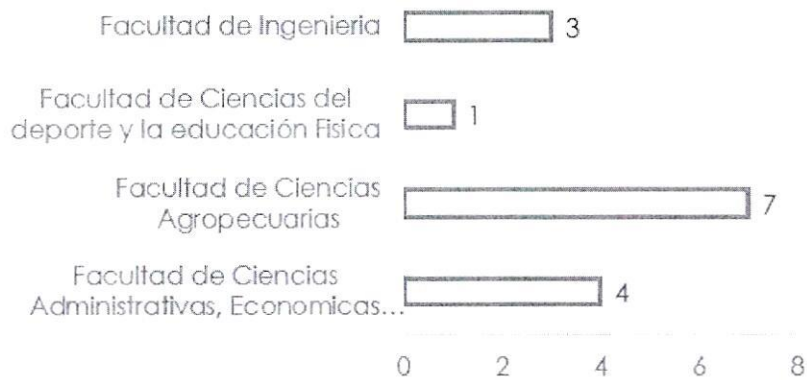 Facultad de Ingenieria
3
Facultad de Ciencias del
deporte y la educación Fisica
1
Facultad de Ciencias
Agropecuarias
7
Facultad de Ciencias
Administrativas, Economicas...
4
0 2 4 6 8